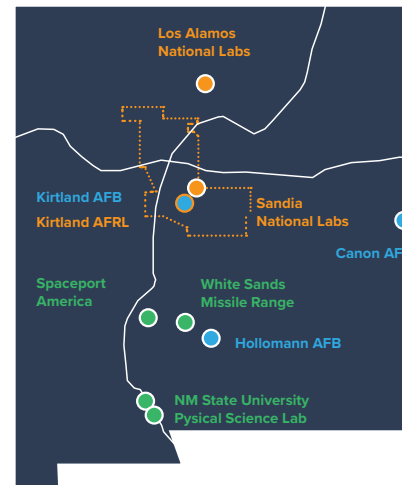 Los Alamos
National Labs
Kirtland AFB
Kirtland AFRL
Sandia
National Labs
Canon AF
Spaceport
America
White Sands
Missile Range
Hollomann AFB
NM State University
Pysical Science Lab